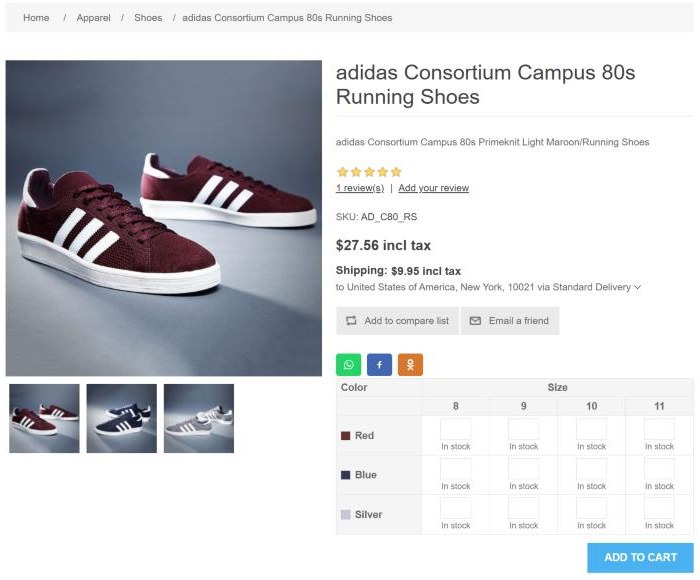 Home / Apparel / Shoes / adidas Consortium Campus 80s Running Shoes
adidas Consortium Campus 80s
Running Shoes
adidas Consortium Campus 80s Primeknit Light Maroon/Running Shoes
1 review(s) | Add your review
SKU: AD_C80_RS
$27.56 incl tax
Shipping: $9.95 incl tax
to United States of America, New York, 10021 via Standard Delivery
Add to compare list Email a friend
Color Size
8 9 10 11
Red
In stock In stock In stock In stock
Blue
In stock In stock In stock In stock
Silver
In stock In stock In stock In stock
ADD TO CART